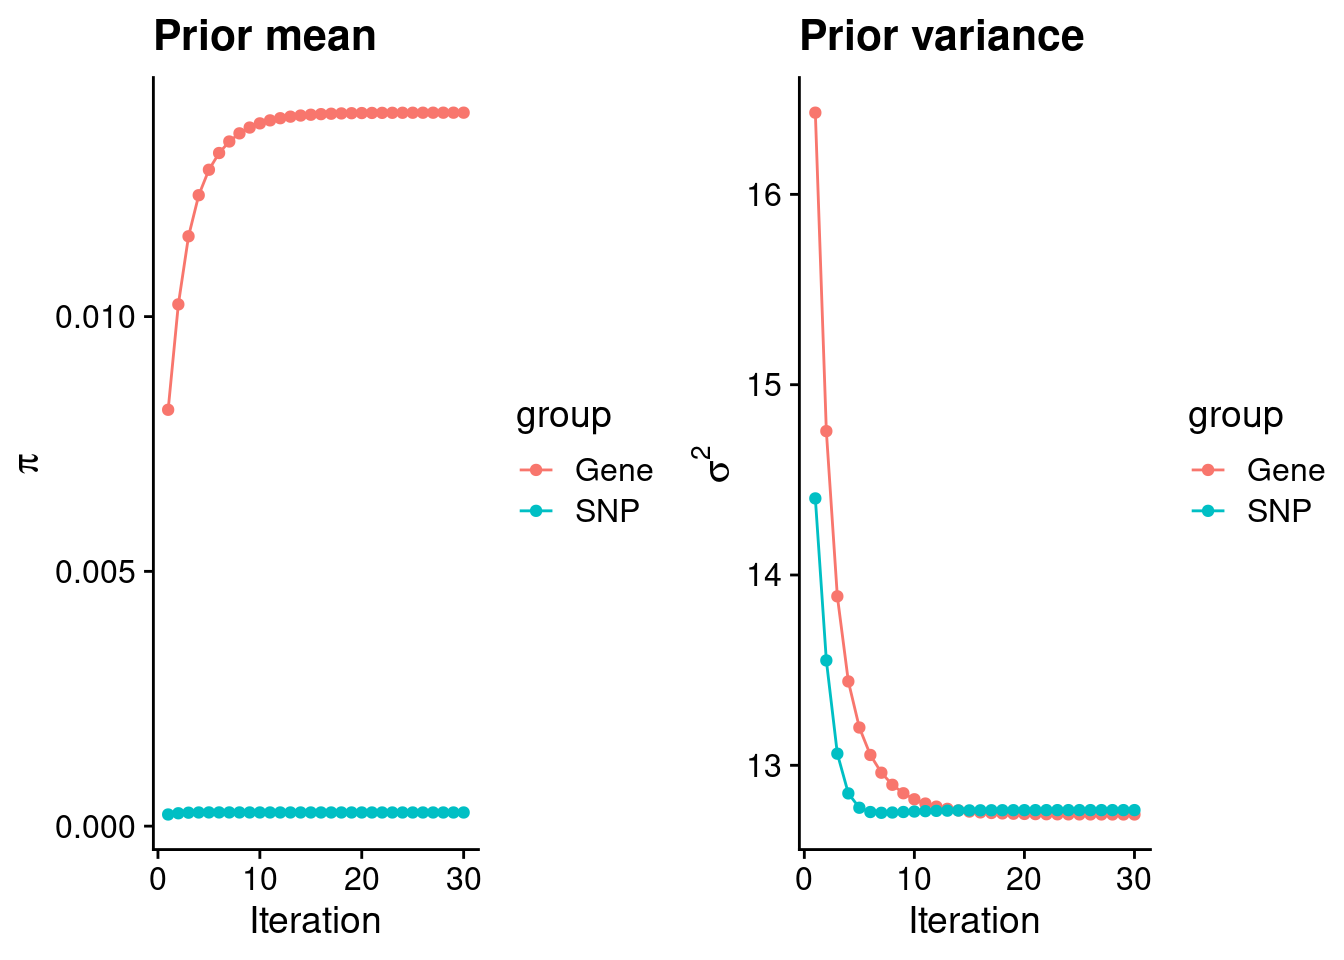 Prior mean
π
0.010
0.005
0.000
0 10 20 30
Iteration
group
Gene
SNP
Prior variance
σ²
16
15
14
13
0 10 20 30
Iteration
group
Gene
SNP